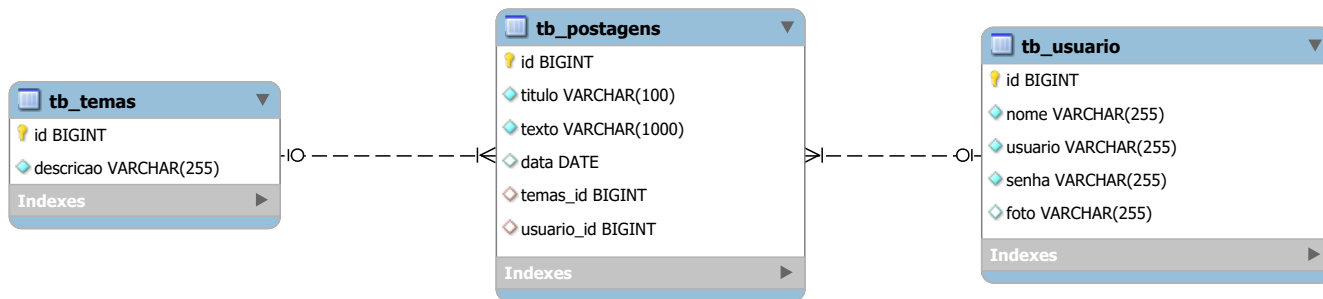 tb_temas
id BIGINT
descricao VARCHAR(255)
Indexes
tb_postagens
id BIGINT
titulo VARCHAR(100)
texto VARCHAR(1000)
data DATE
temas_id BIGINT
usuario_id BIGINT
Indexes
tb_usuario
id BIGINT
nome VARCHAR(255)
usuario VARCHAR(255)
senha VARCHAR(255)
foto VARCHAR(255)
Indexes